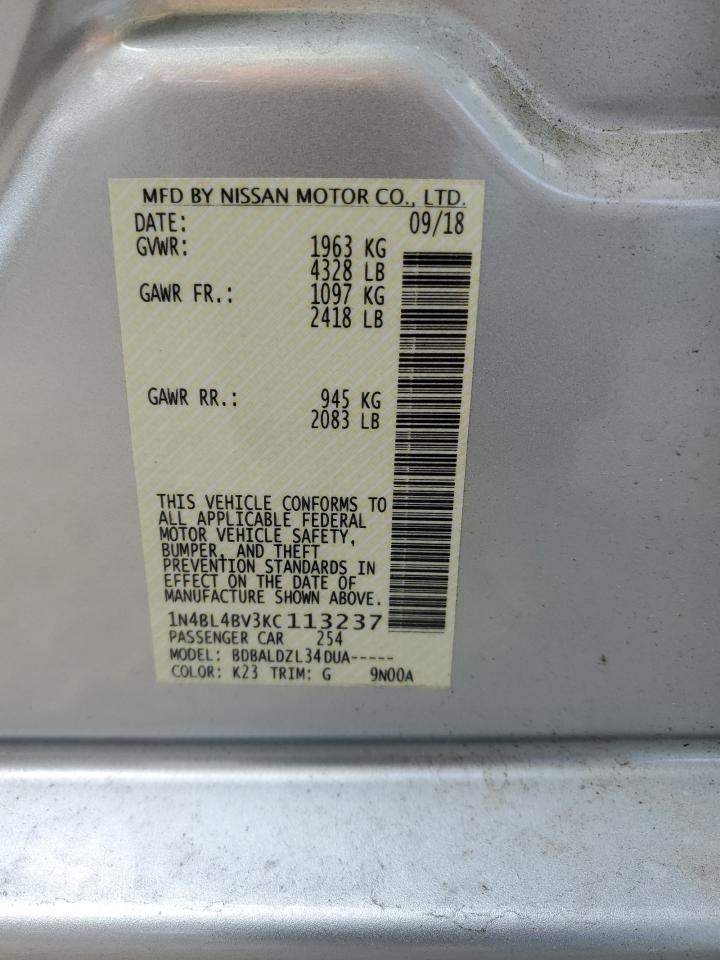 MFD BY NISSAN MOTOR CO., LTD.
DATE: 09/18
GVWR: 1963 KG
4328 LB
GAWR FR.: 1097 KG
2418 LB
GAWR RR.: 945 KG
2083 LB
THIS VEHICLE CONFORMS TO
ALL APPLICABLE FEDERAL
MOTOR VEHICLE SAFETY,
BUMPER, AND THEFT
PREVENTION STANDARDS IN
EFFECT ON THE DATE OF
MANUFACTURE SHOWN ABOVE.
1N4BL4BV3KC113237
PASSENGER CAR 254
MODEL: BDBALDZL34DUA-----
COLOR: K23 TRIM: G 9N00A